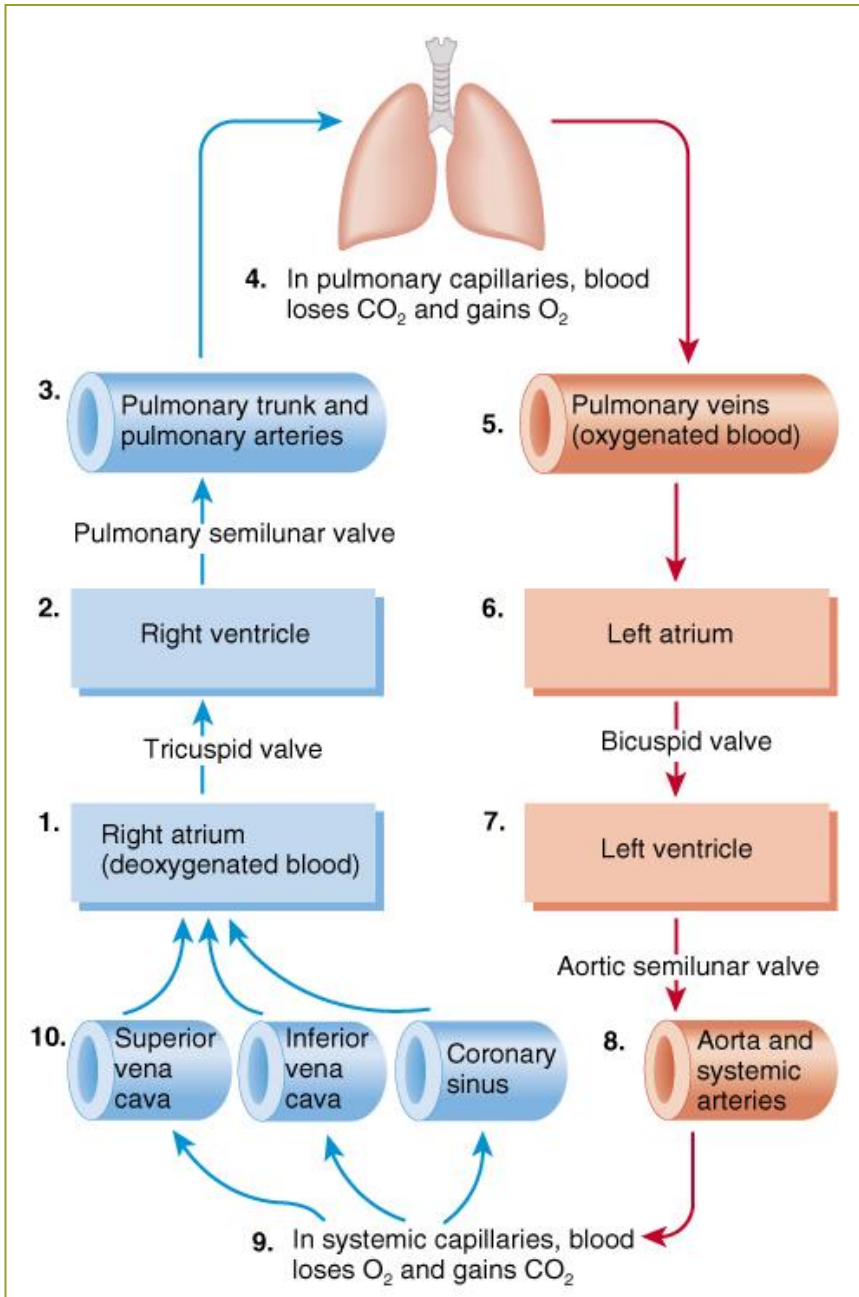 4. In pulmonary capillaries, blood
loses CO₂ and gains O₂
3. Pulmonary trunk and
pulmonary arteries
5. Pulmonary veins
(oxygenated blood)
Pulmonary semilunar valve
2. Right ventricle
6. Left atrium
Tricuspid valve
Bicuspid valve
1. Right atrium
(deoxygenated blood)
7. Left ventricle
Aortic semilunar valve
10. Superior
vena
cava
Inferior
vena
cava
Coronary
sinus
8. Aorta and
systemic
arteries
9. In systemic capillaries, blood
loses O₂ and gains CO₂